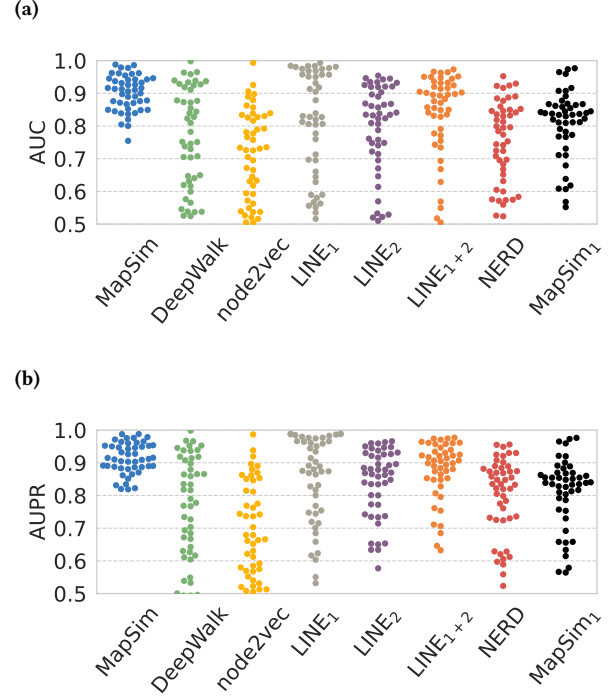 (a)
1.0
0.9
0.8
0.7
0.6
0.5
AUC
MapSim
DeepWalk
node2vec
LINE₁
LINE₂
LINE₁₊₂
NERD
MapSim₁
(b)
1.0
0.9
0.8
0.7
0.6
0.5
AUPR
MapSim
DeepWalk
node2vec
LINE₁
LINE₂
LINE₁₊₂
NERD
MapSim₁